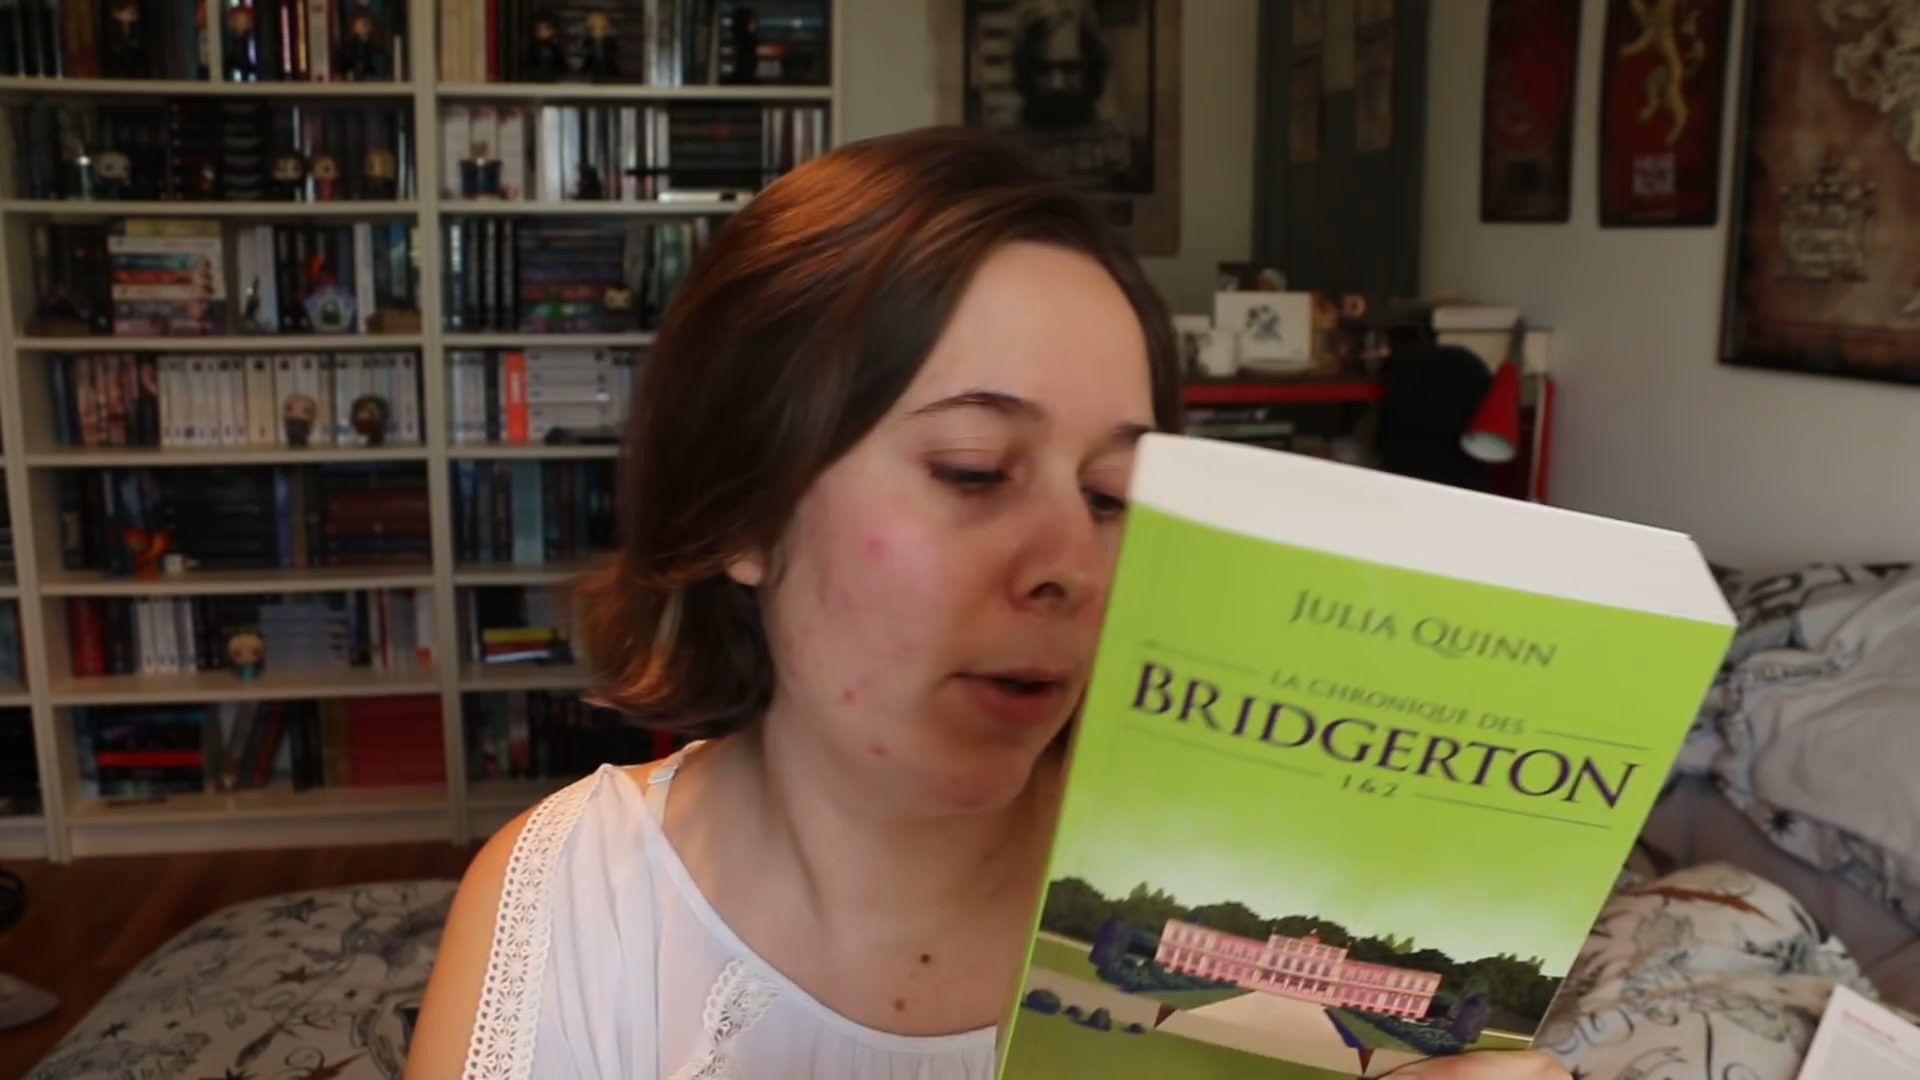 JULIA QUINN
LA CHRONIQUE DES
BRIDGERTON
1 & 2